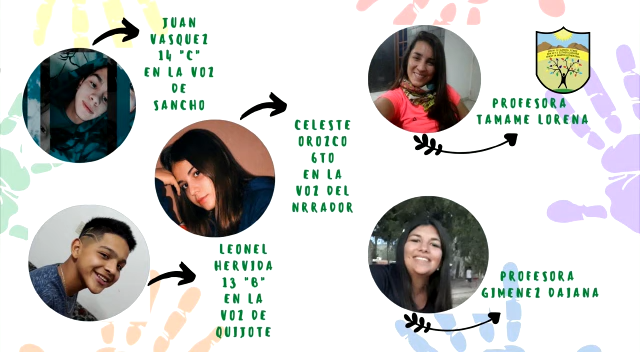 JUAN
VASQUEZ
14 "C"
EN LA VOZ
DE
SANCHO
CELESTE
OROZCO
6TO
EN LA
VOZ DEL
NRRADOR
LEONEL
HERVIDA
13 "B"
EN LA
VOZ DE
QUIJOTE
PROFESORA
TAMAME LORENA
PROFESORA
GIMENEZ DAIANA